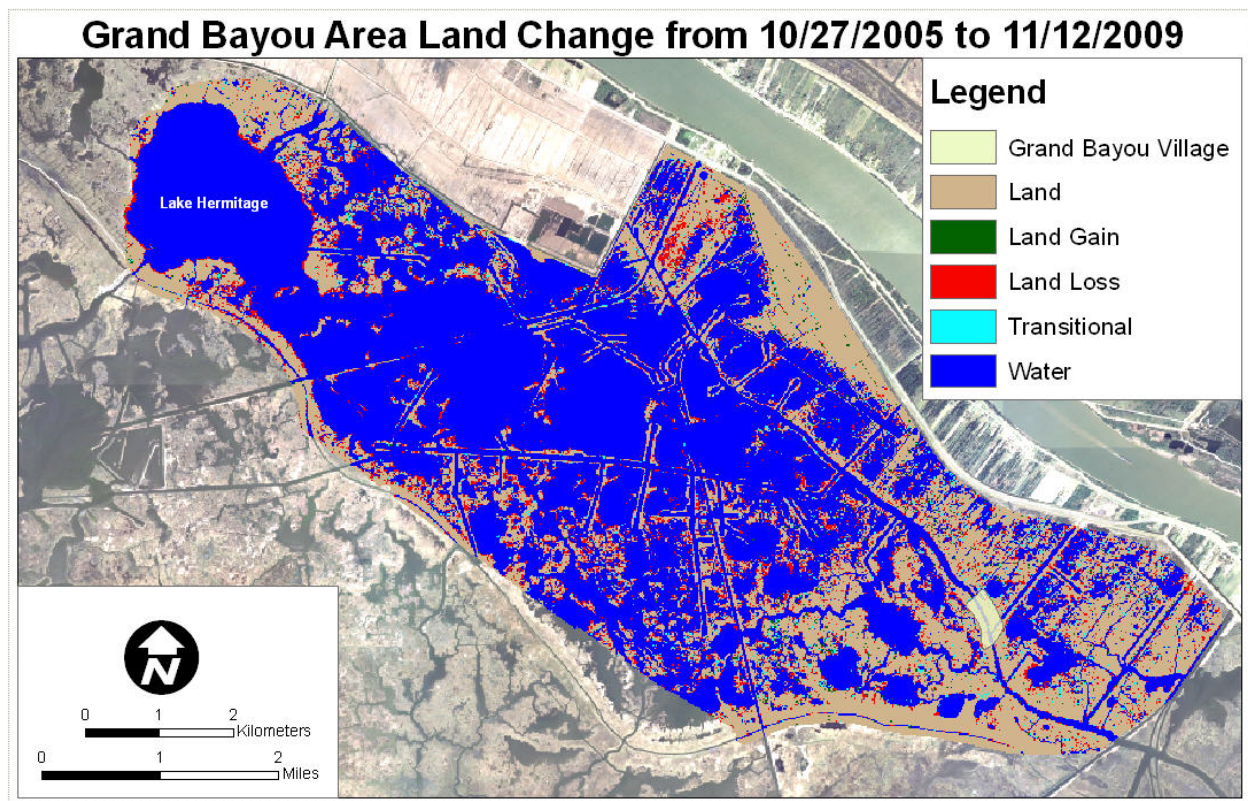 Grand Bayou Area Land Change from 10/27/2005 to 11/12/2009
Legend
Grand Bayou Village
Land
Land Gain
Land Loss
Transitional
Water
Lake Hermitage
N
0 1 2
Kilometers
0 1 2
Miles